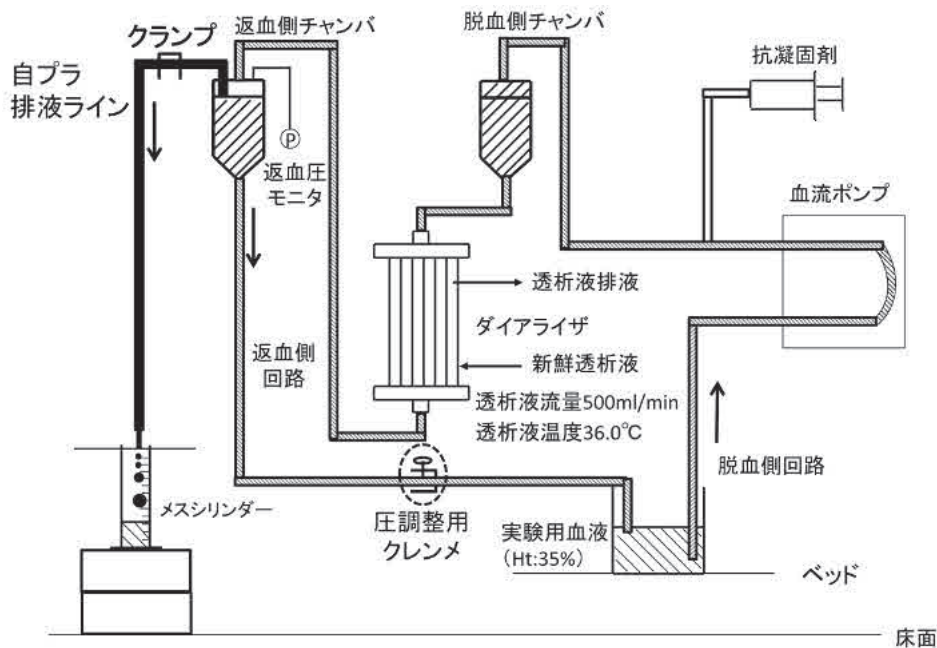 返血側チャンバ
脱血側チャンバ
クランプ
自プラ
排液ライン
抗凝固剤
P
返血圧
モニタ
血流ポンプ
透析液排液
ダイアライザ
新鮮透析液
返血側
回路
透析液流量500ml/min
透析液温度36.0℃
脱血側回路
メスシリンダー
圧調整用
クレンメ
実験用血液
(Ht:35%)
ベッド
床面